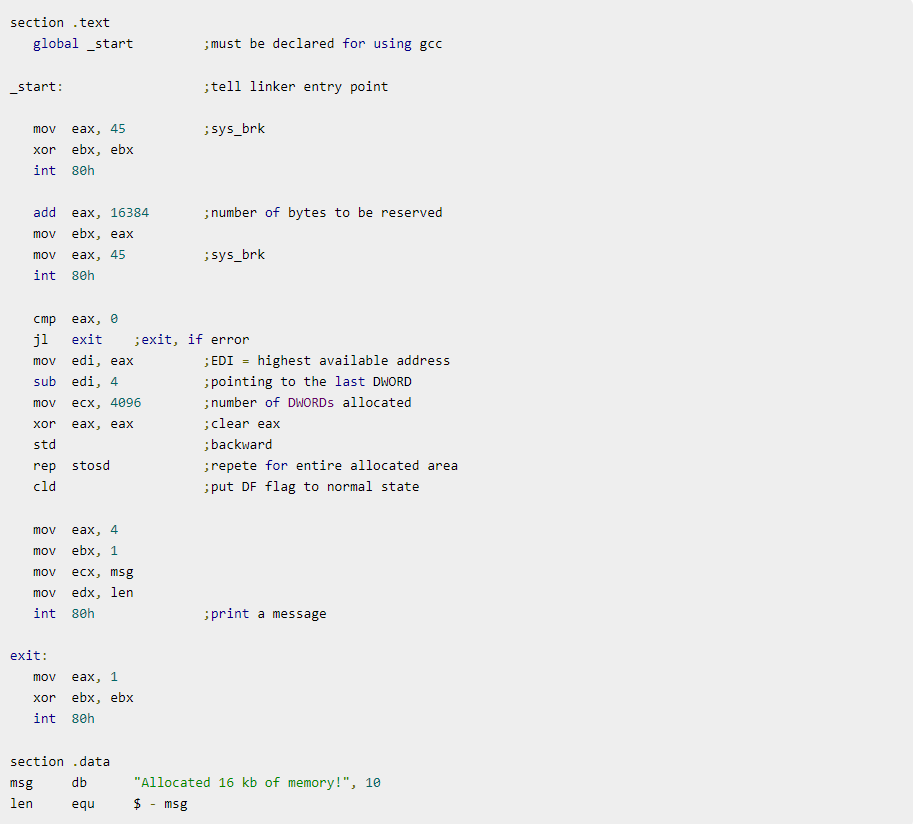 section .text
   global _start         ;must be declared for using gcc
_start:                  ;tell linker entry point
   mov  eax, 45          ;sys_brk
   xor  ebx, ebx
   int  80h
   add  eax, 16384       ;number of bytes to be reserved
   mov  ebx, eax
   mov  eax, 45          ;sys_brk
   int  80h
   cmp  eax, 0
   jl   exit    ;exit, if error
   mov  edi, eax         ;EDI = highest available address
   sub  edi, 4           ;pointing to the last DWORD
   mov  ecx, 4096        ;number of DWORDs allocated
   xor  eax, eax         ;clear eax
   std                   ;backward
   rep  stosd            ;repete for entire allocated area
   cld                   ;put DF flag to normal state
   mov  eax, 4
   mov  ebx, 1
   mov  ecx, msg
   mov  edx, len
   int  80h              ;print a message
exit:
   mov  eax, 1
   xor  ebx, ebx
   int  80h
section .data
msg     db      "Allocated 16 kb of memory!", 10
len     equ     $ - msg